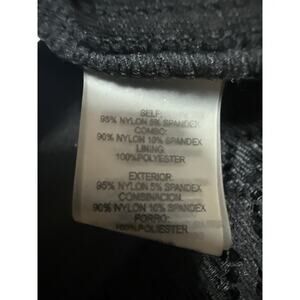 SELF:
95% NYLON 5% SPANDEX
COMBO:
90% NYLON 10% SPANDEX
LINING:
100%POLYESTER
EXTERIOR:
95% NYLON 5% SPANDEX
COMBINACION:
90% NYLON 10% SPANDEX
FORRO:
100%POLYESTER